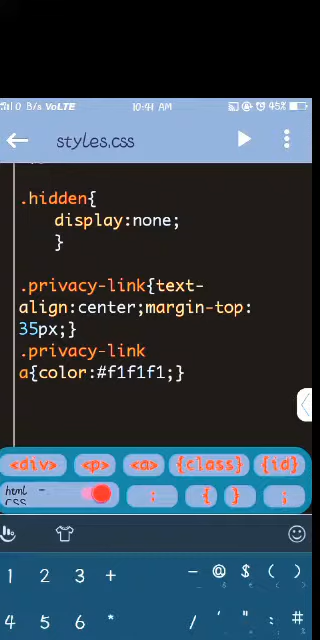 0 B/s VoLTE 10:41 AM 45%
styles.css
.hidden{
display:none;
}
.privacy-link{text-
align:center;margin-top:
35px;}
.privacy-link
a{color:#f1f1f1;}
<div> <p> <a> {class} {id}
html
css
: { } ;
1 2 3 + - @ $ ( )
4 5 6 * / ' " : #